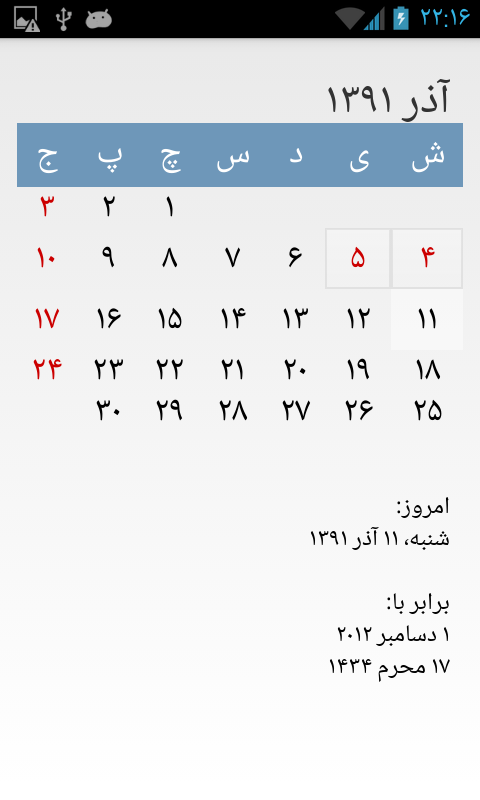 ۲۲:۱۶
آذر ۱۳۹۱
ش ی د س چ پ ج
۱ ۲ ۳
۴ ۵ ۶ ۷ ۸ ۹ ۱۰
۱۱ ۱۲ ۱۳ ۱۴ ۱۵ ۱۶ ۱۷
۱۸ ۱۹ ۲۰ ۲۱ ۲۲ ۲۳ ۲۴
۲۵ ۲۶ ۲۷ ۲۸ ۲۹ ۳۰
امروز:
شنبه، ۱۱ آذر ۱۳۹۱
برابر با:
۱ دسامبر ۲۰۱۲
۱۷ محرم ۱۴۳۴